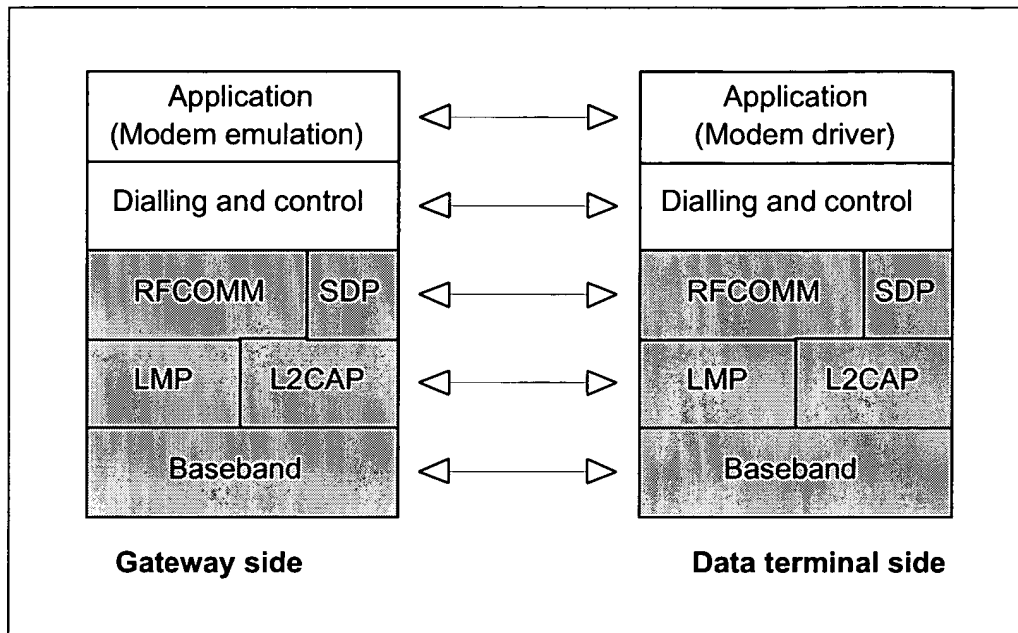 Application
(Modem emulation)
Dialling and control
RFCOMM
SDP
LMP
L2CAP
Baseband
Gateway side
Application
(Modem driver)
Dialling and control
RFCOMM
SDP
LMP
L2CAP
Baseband
Data terminal side